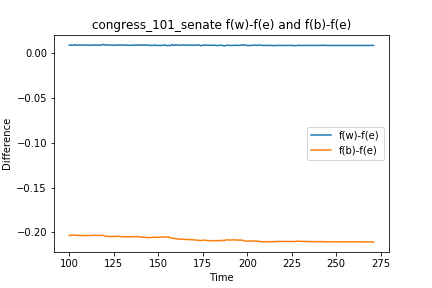 congress_101_senate f(w)-f(e) and f(b)-f(e)
0.00
−0.05
−0.10
−0.15
−0.20
Difference
f(w)-f(e)
f(b)-f(e)
100 125 150 175 200 225 250 275
Time